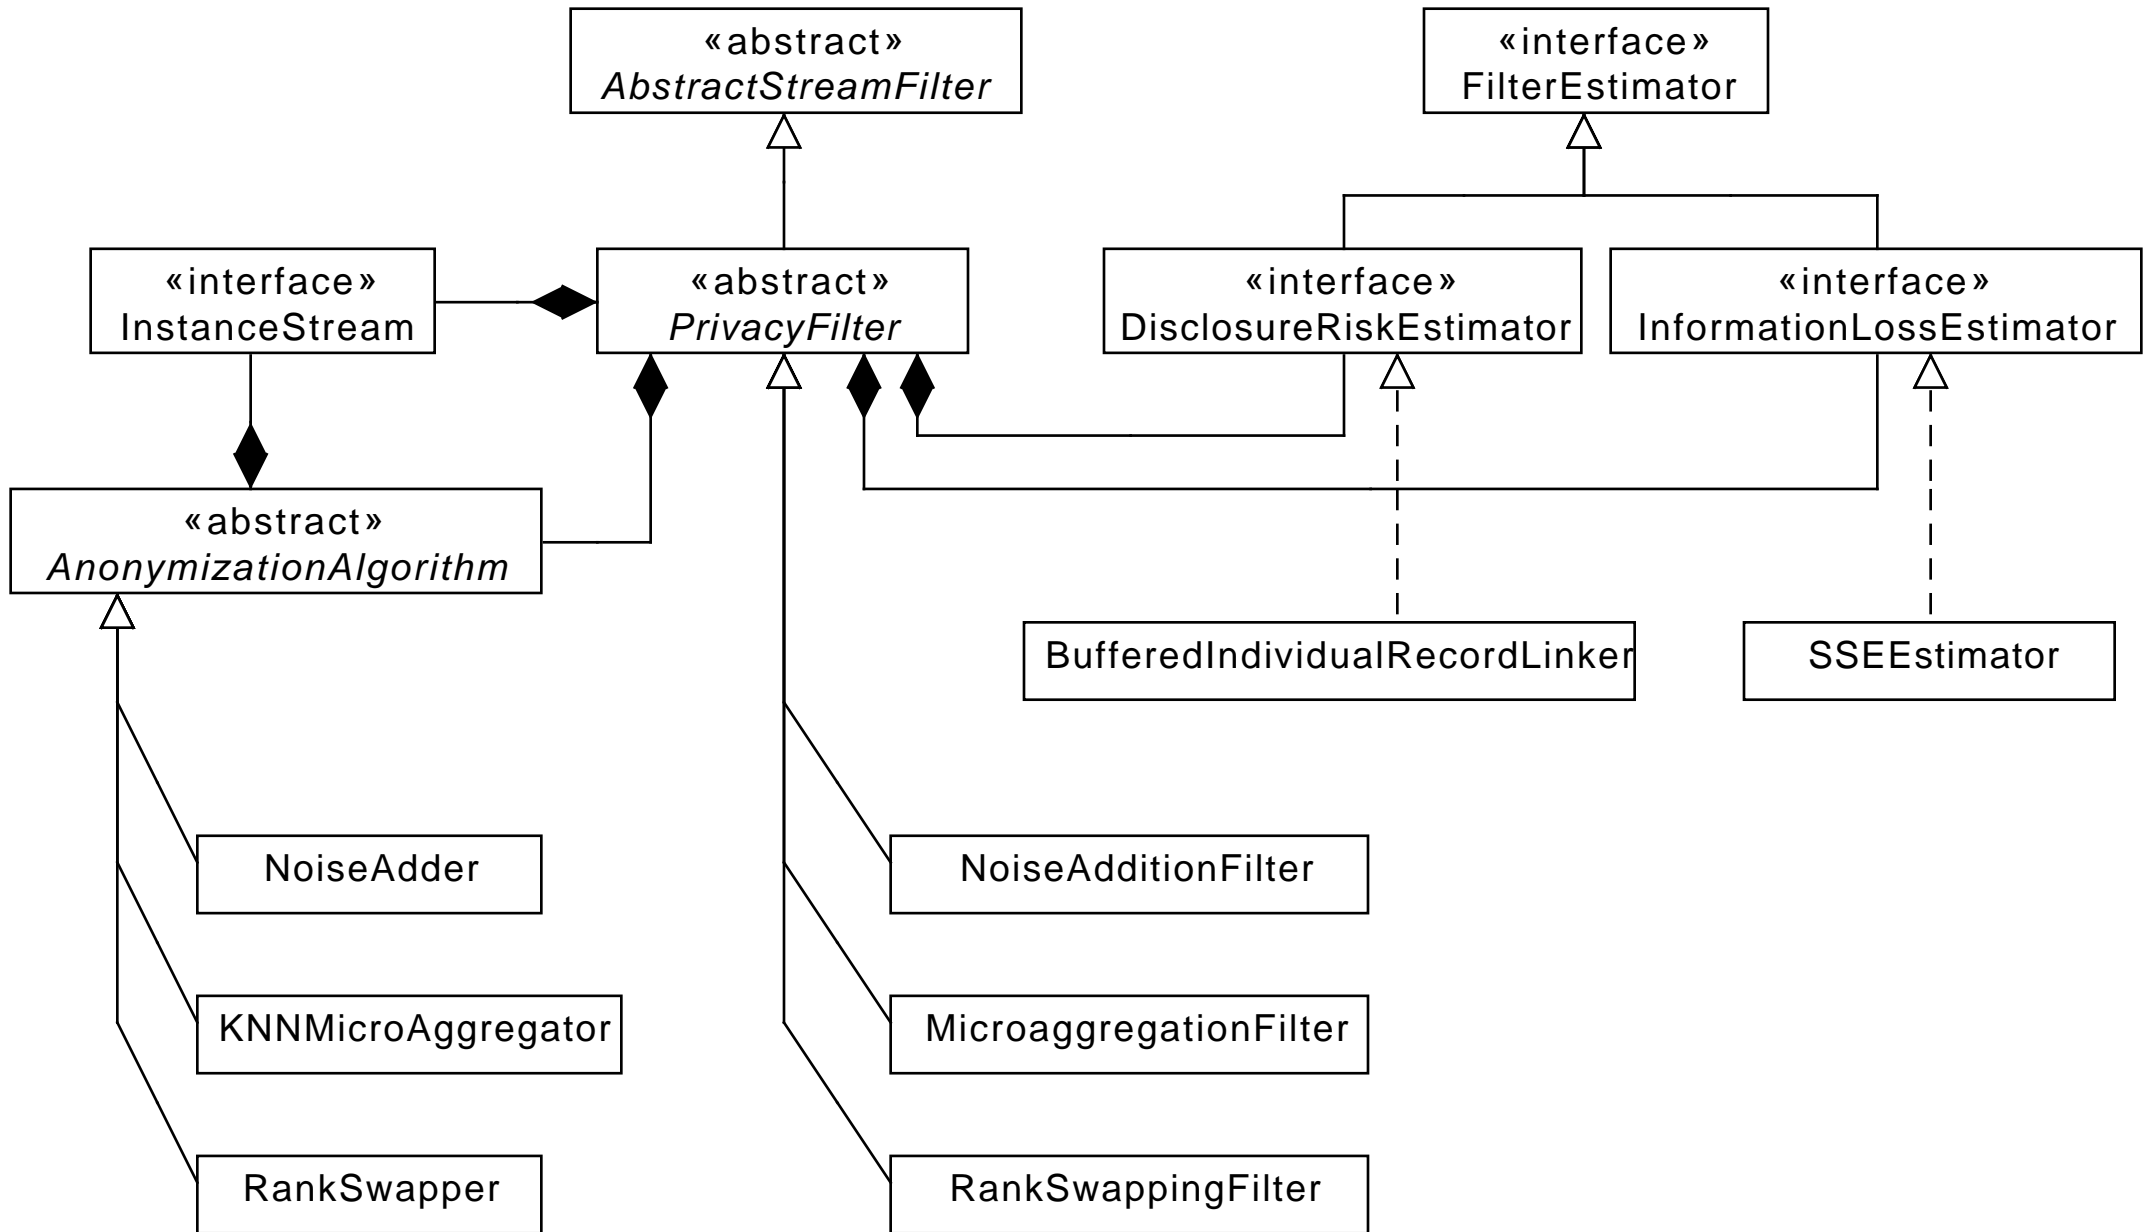 «abstract»
AbstractStreamFilter
«interface»
FilterEstimator
«interface»
InstanceStream
«abstract»
PrivacyFilter
«interface»
DisclosureRiskEstimator
«interface»
InformationLossEstimator
«abstract»
AnonymizationAlgorithm
BufferedIndividualRecordLinker
SSEEstimator
NoiseAdder
NoiseAdditionFilter
KNNMicroAggregator
MicroaggregationFilter
RankSwapper
RankSwappingFilter